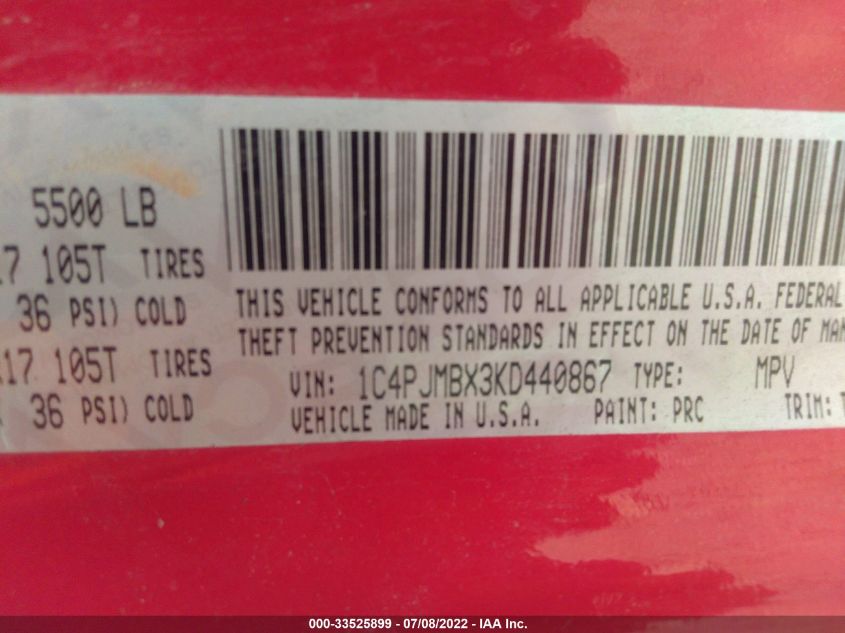 5500 LB
17 105T TIRES
36 PSI) COLD
17 105T TIRES
36 PSI) COLD
THIS VEHICLE CONFORMS TO ALL APPLICABLE U.S.A. FEDERAL
THEFT PREVENTION STANDARDS IN EFFECT ON THE DATE OF MAN
VIN: 1C4PJMBX3KD440867 TYPE: MPV
VEHICLE MADE IN U.S.A. PAINT: PRC TRIM:
000-33525899 - 07/08/2022 - IAA Inc.